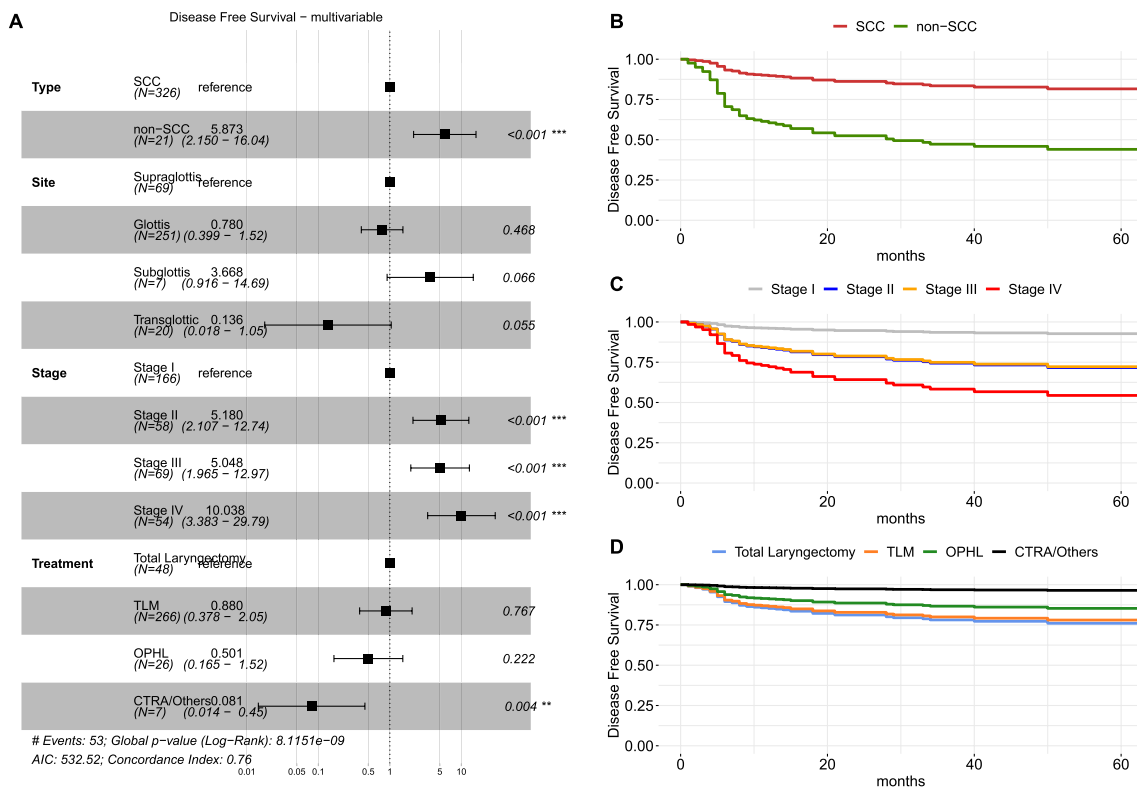 A
Disease Free Survival − multivariable
Type
SCC
(N=326)
reference
non−SCC
(N=21)
5.873
(2.150 − 16.04)
<0.001 ***
Site
Supraglottis
(N=69)
reference
Glottis
(N=251)
0.780
(0.399 − 1.52)
0.468
Subglottis
(N=7)
3.668
(0.916 − 14.69)
0.066
Transglottic
(N=20)
0.136
(0.018 − 1.05)
0.055
Stage
Stage I
(N=166)
reference
Stage II
(N=58)
5.180
(2.107 − 12.74)
<0.001 ***
Stage III
(N=69)
5.048
(1.965 − 12.97)
<0.001 ***
Stage IV
(N=54)
10.038
(3.383 − 29.79)
<0.001 ***
Treatment
Total Laryngectomy
(N=48)
reference
TLM
(N=266)
0.880
(0.378 − 2.05)
0.767
OPHL
(N=26)
0.501
(0.165 − 1.52)
0.222
CTRA/Others
(N=7)
0.081
(0.014 − 0.45)
0.004 **
# Events: 53; Global p−value (Log−Rank): 8.1151e−09
AIC: 532.52; Concordance Index: 0.76
0.01 0.05 0.1 0.5 1 5 10
B
SCC non−SCC
Disease Free Survival
1.00
0.75
0.50
0.25
0.00
0 20 40 60
months
C
Stage I Stage II Stage III Stage IV
Disease Free Survival
1.00
0.75
0.50
0.25
0.00
0 20 40 60
months
D
Total Laryngectomy TLM OPHL CTRA/Others
Disease Free Survival
1.00
0.75
0.50
0.25
0.00
0 20 40 60
months